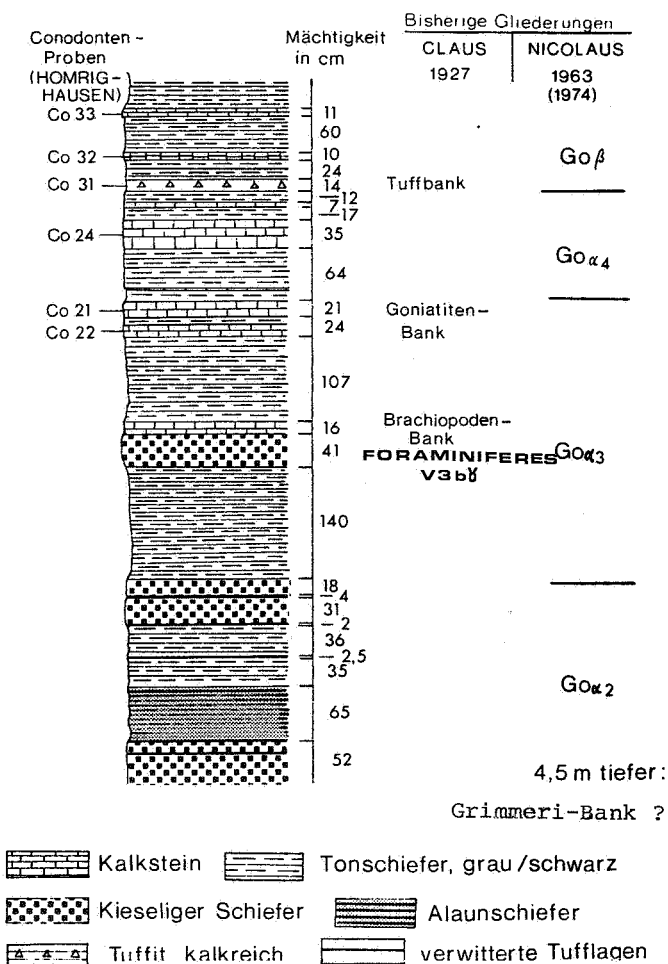 Bisherige Gliederungen
Conodonten-
Proben
(HOMRIG-
HAUSEN)
Mächtigkeit
in cm
CLAUS
1927
NICOLAUS
1963
(1974)
Co 33
11
60
Co 32
10
Go β
24
Co 31
14
Tuffbank
12
7
17
Co 24
35
Go α4
64
Co 21
21
Goniatiten-
Co 22
24
Bank
107
16
Brachiopoden-
Bank
41
FORAMINIFERES
Goα3
V3bɣ
140
18
4
31
2
36
2,5
35
Goα2
65
52
4,5 m tiefer:
Grimmeri-Bank ?
Kalkstein
Tonschiefer, grau/schwarz
Kieseliger Schiefer
Alaunschiefer
Tuffit kalkreich
verwitterte Tufflagen